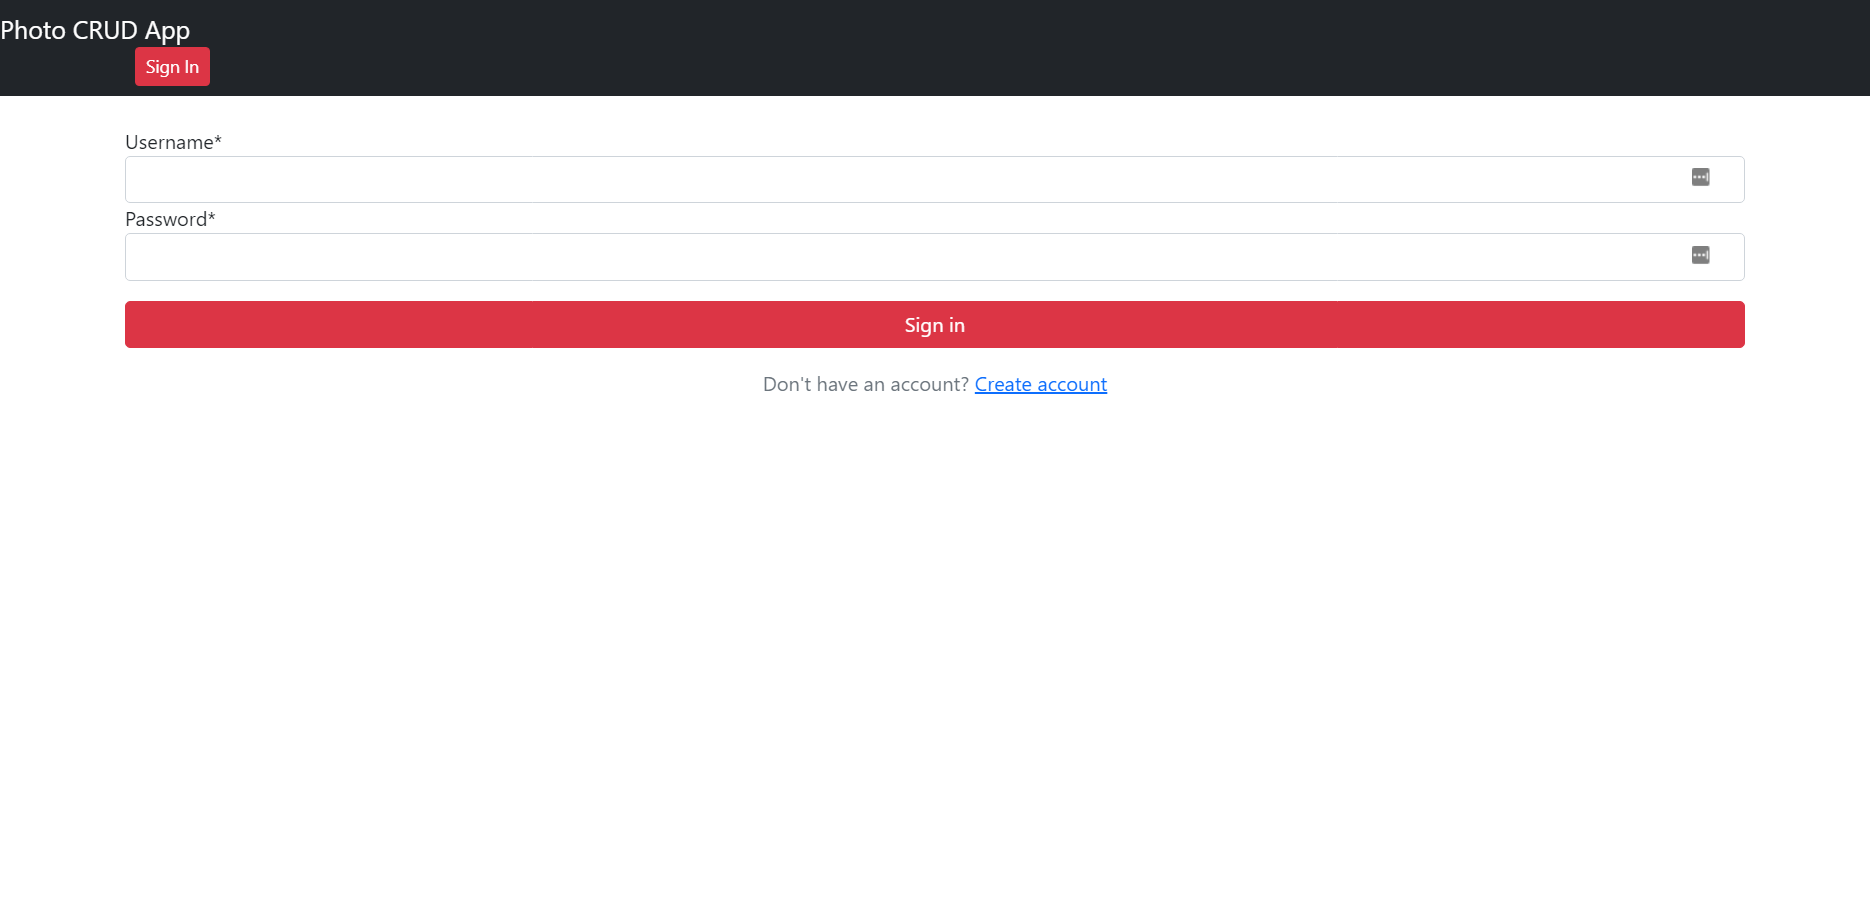 Photo CRUD App
Sign In
Username*
Password*
Sign in
Don't have an account? Create account